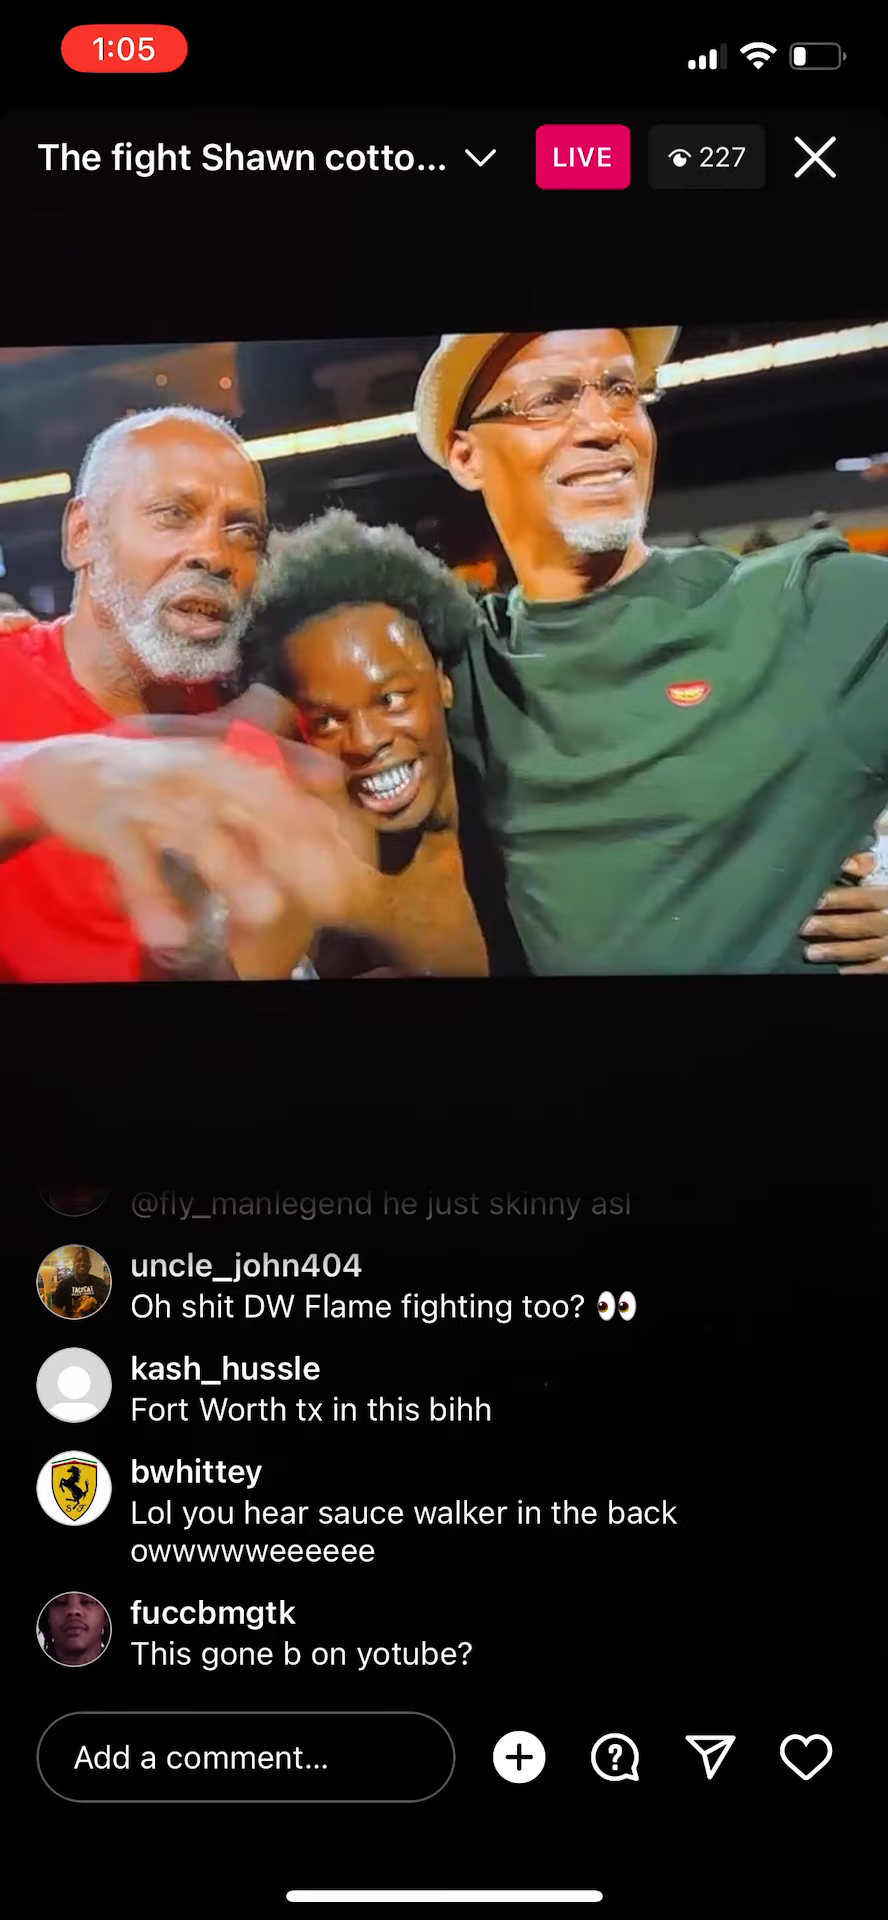 1:05
The fight Shawn cotto...
LIVE
227
@fly_manlegend he just skinny asl
uncle_john404
Oh shit DW Flame fighting too? 👀
kash_hussle
Fort Worth tx in this bihh
bwhittey
Lol you hear sauce walker in the back
owwwwweeeeee
fuccbmgtk
This gone b on yotube?
Add a comment...